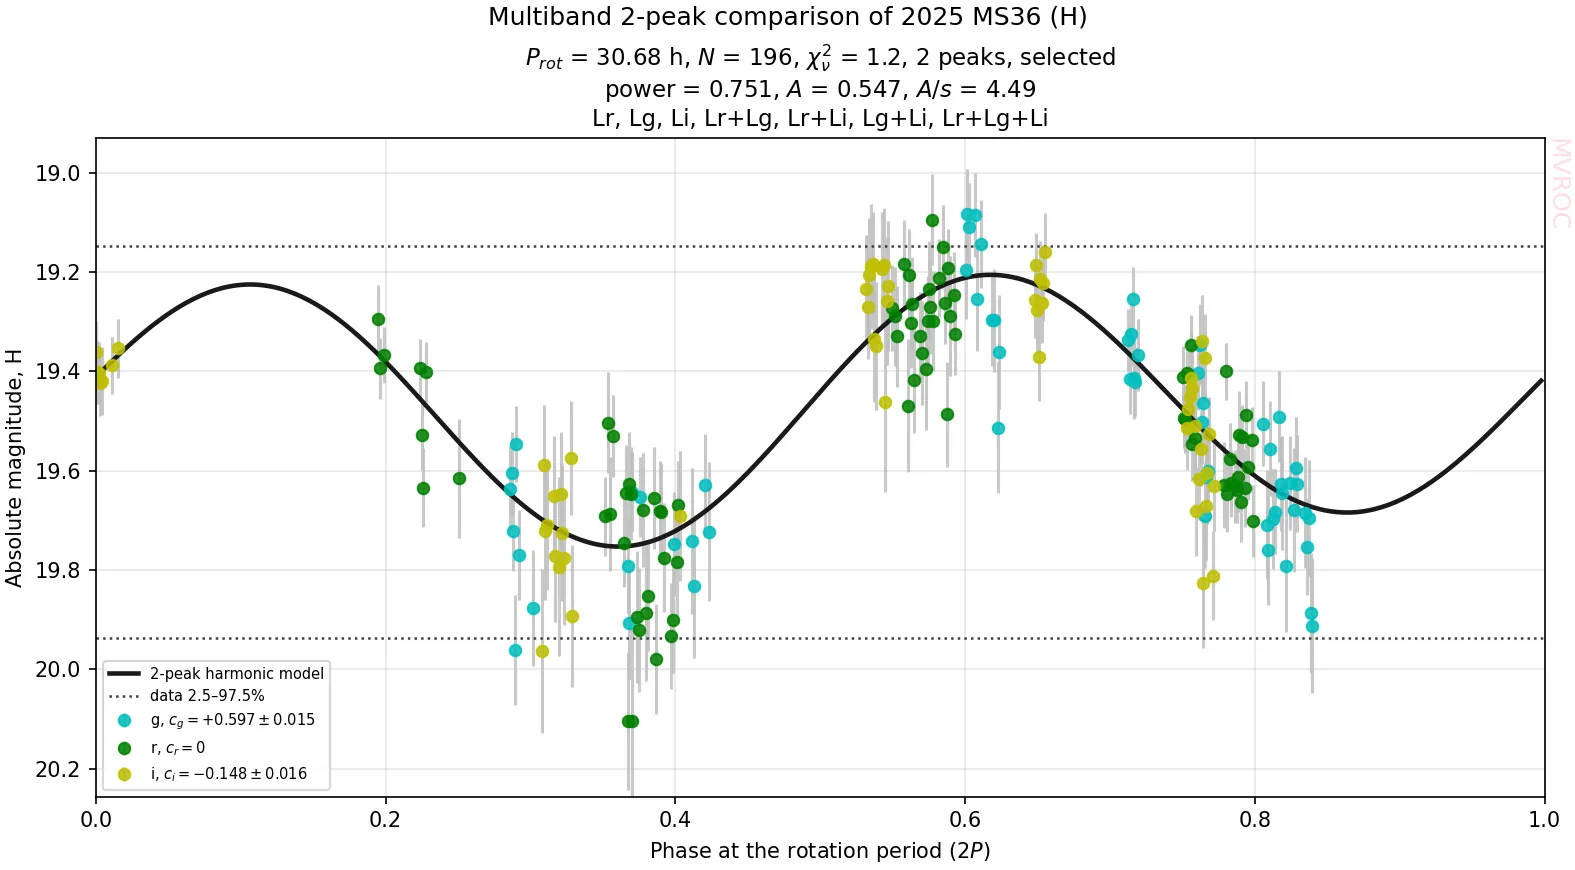 Multiband 2-peak comparison of 2025 MS36 (H)
P_rot = 30.68 h, N = 196, χ²_ν = 1.2, 2 peaks, selected
power = 0.751, A = 0.547, A/s = 4.49
Lr, Lg, Li, Lr+Lg, Lr+Li, Lg+Li, Lr+Lg+Li
MVROC
Absolute magnitude, H
19.0
19.2
19.4
19.6
19.8
20.0
20.2
2-peak harmonic model
data 2.5–97.5%
g, c_g = +0.597 ± 0.015
r, c_r = 0
i, c_i = −0.148 ± 0.016
0.0 0.2 0.4 0.6 0.8 1.0
Phase at the rotation period (2P)